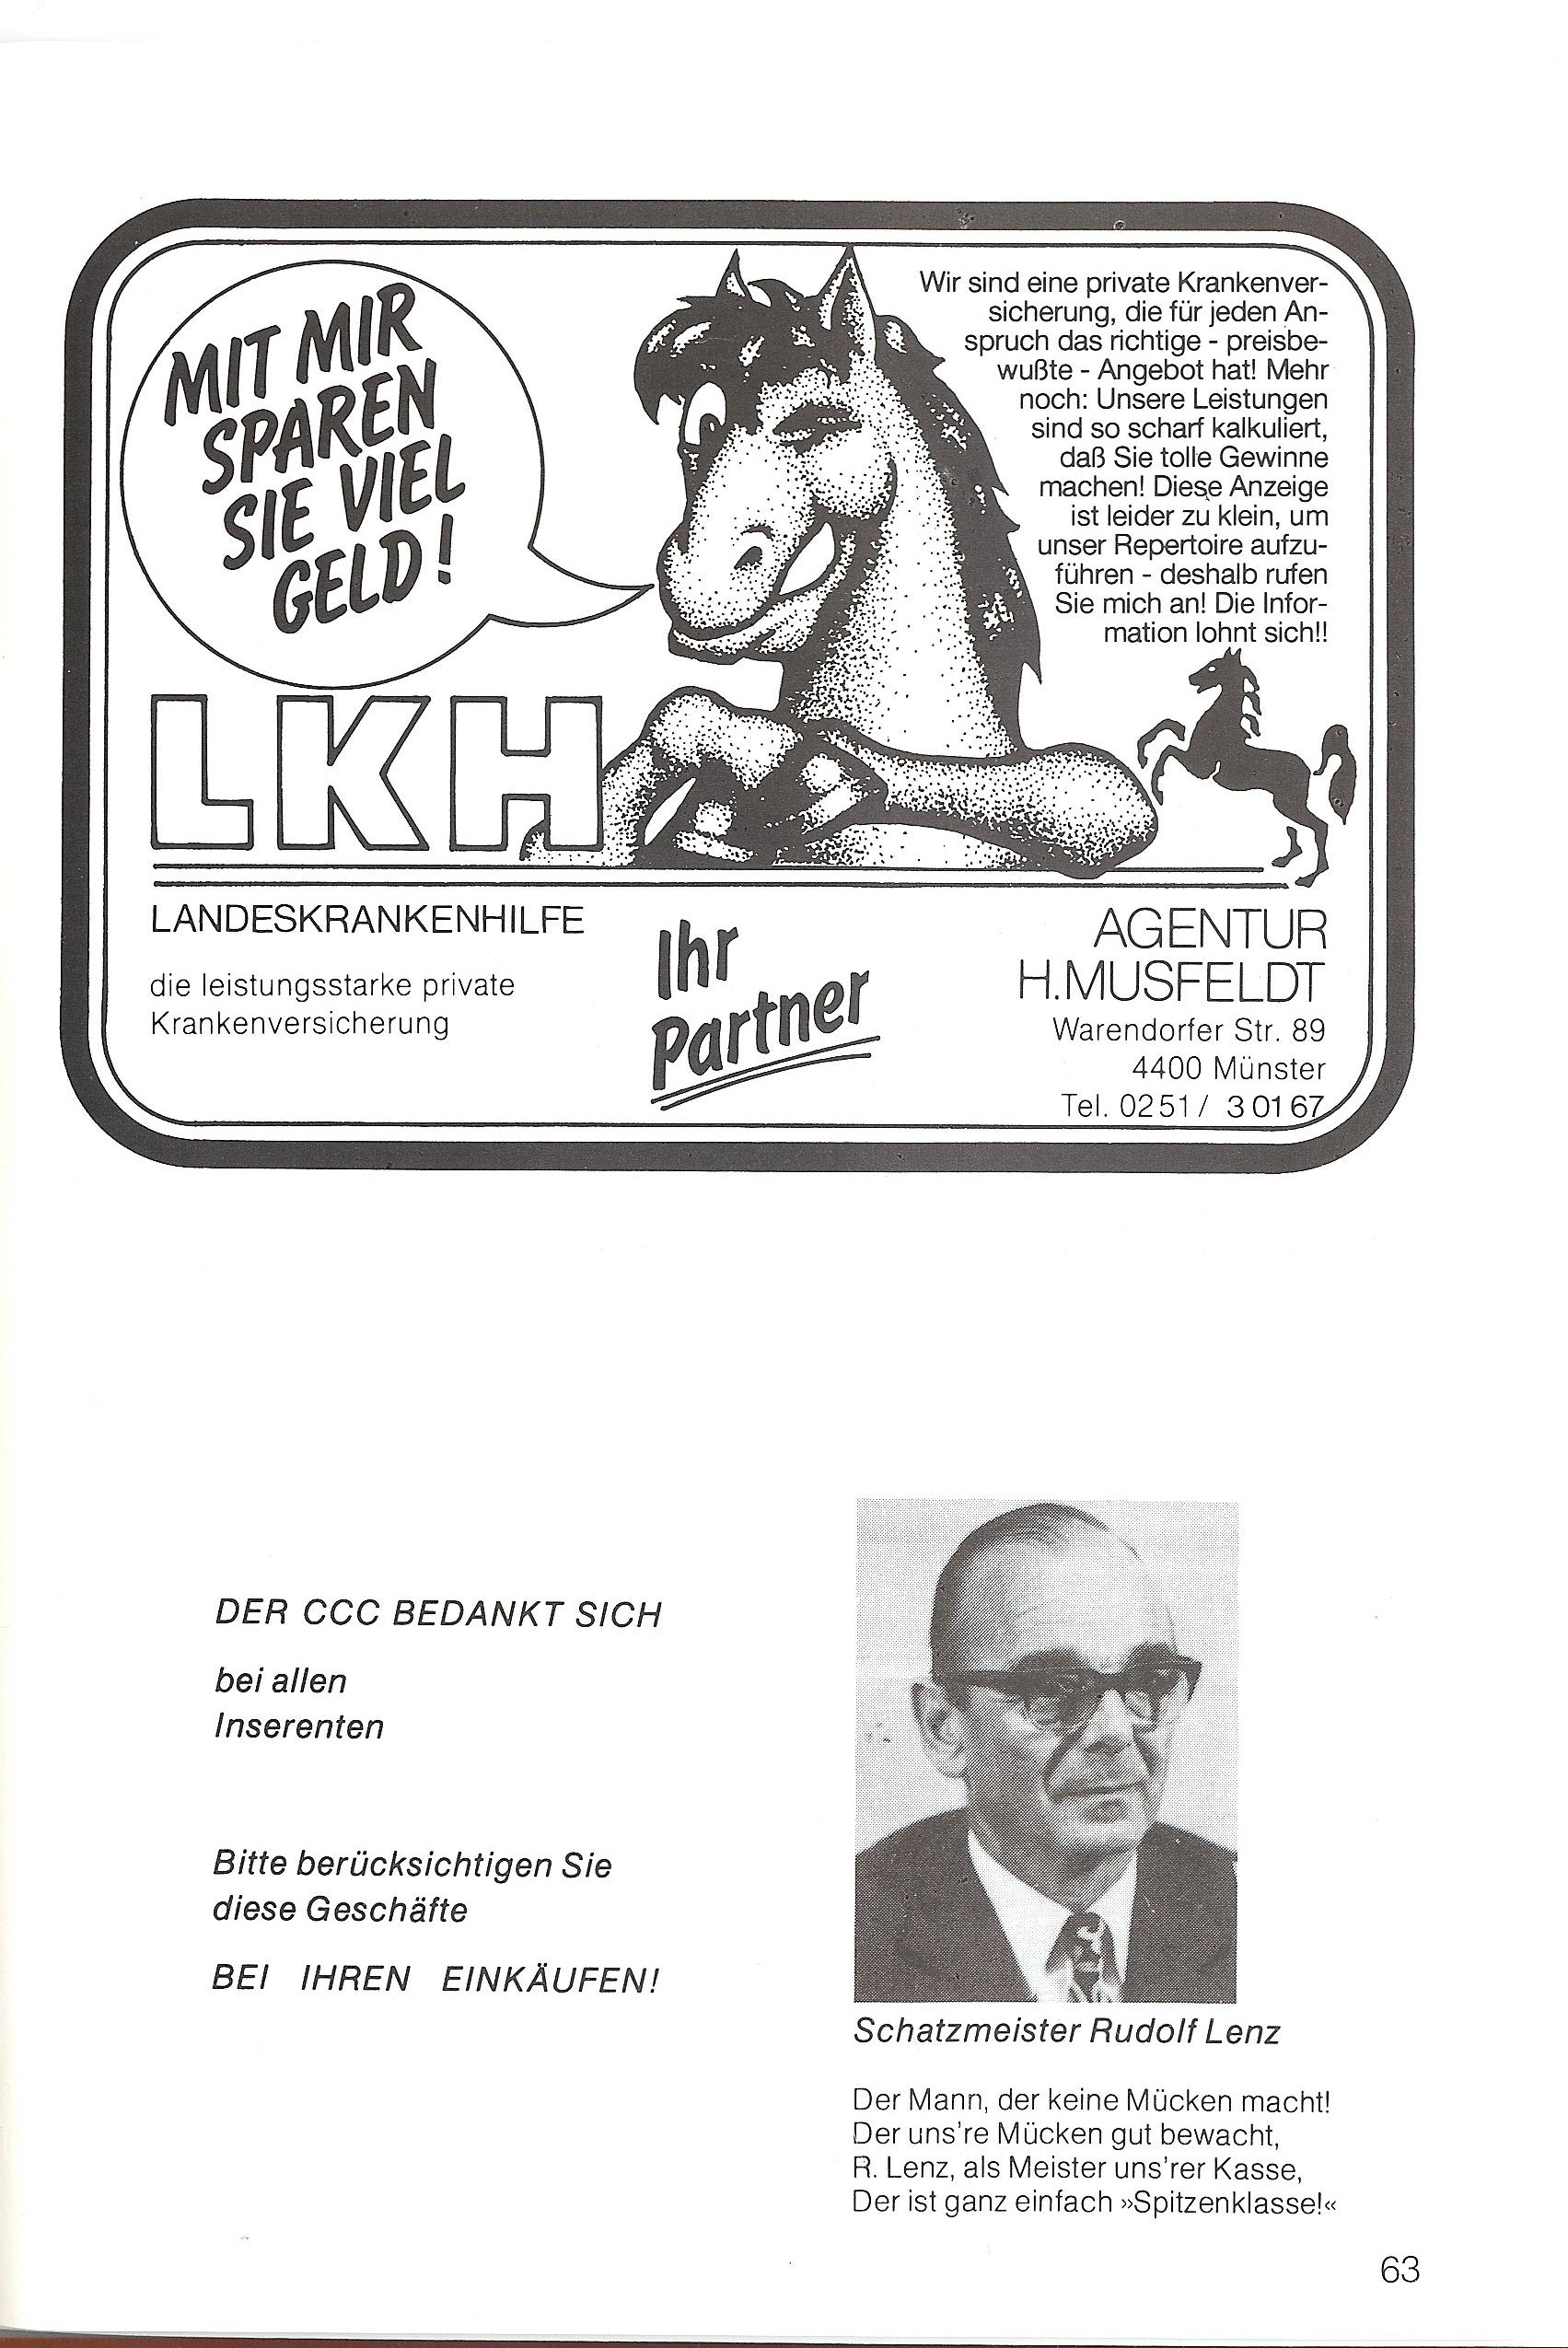 MIT MIR
SPAREN
SIE VIEL
GELD!
Wir sind eine private Krankenver-
sicherung, die für jeden An-
spruch das richtige - preisbe-
wußte - Angebot hat! Mehr
noch: Unsere Leistungen
sind so scharf kalkuliert,
daß Sie tolle Gewinne
machen! Diese Anzeige
ist leider zu klein, um
unser Repertoire aufzu-
führen - deshalb rufen
Sie mich an! Die Infor-
mation lohnt sich!!
LKH
LANDESKRANKENHILFE
die leistungsstarke private
Krankenversicherung
Ihr
Partner
AGENTUR
H.MUSFELDT
Warendorfer Str. 89
4400 Münster
Tel. 0251/ 30167
DER CCC BEDANKT SICH
bei allen
Inserenten
Bitte berücksichtigen Sie
diese Geschäfte
BEI IHREN EINKÄUFEN!
Schatzmeister Rudolf Lenz
Der Mann, der keine Mücken macht!
Der uns're Mücken gut bewacht,
R. Lenz, als Meister uns'rer Kasse,
Der ist ganz einfach »Spitzenklasse!«
63